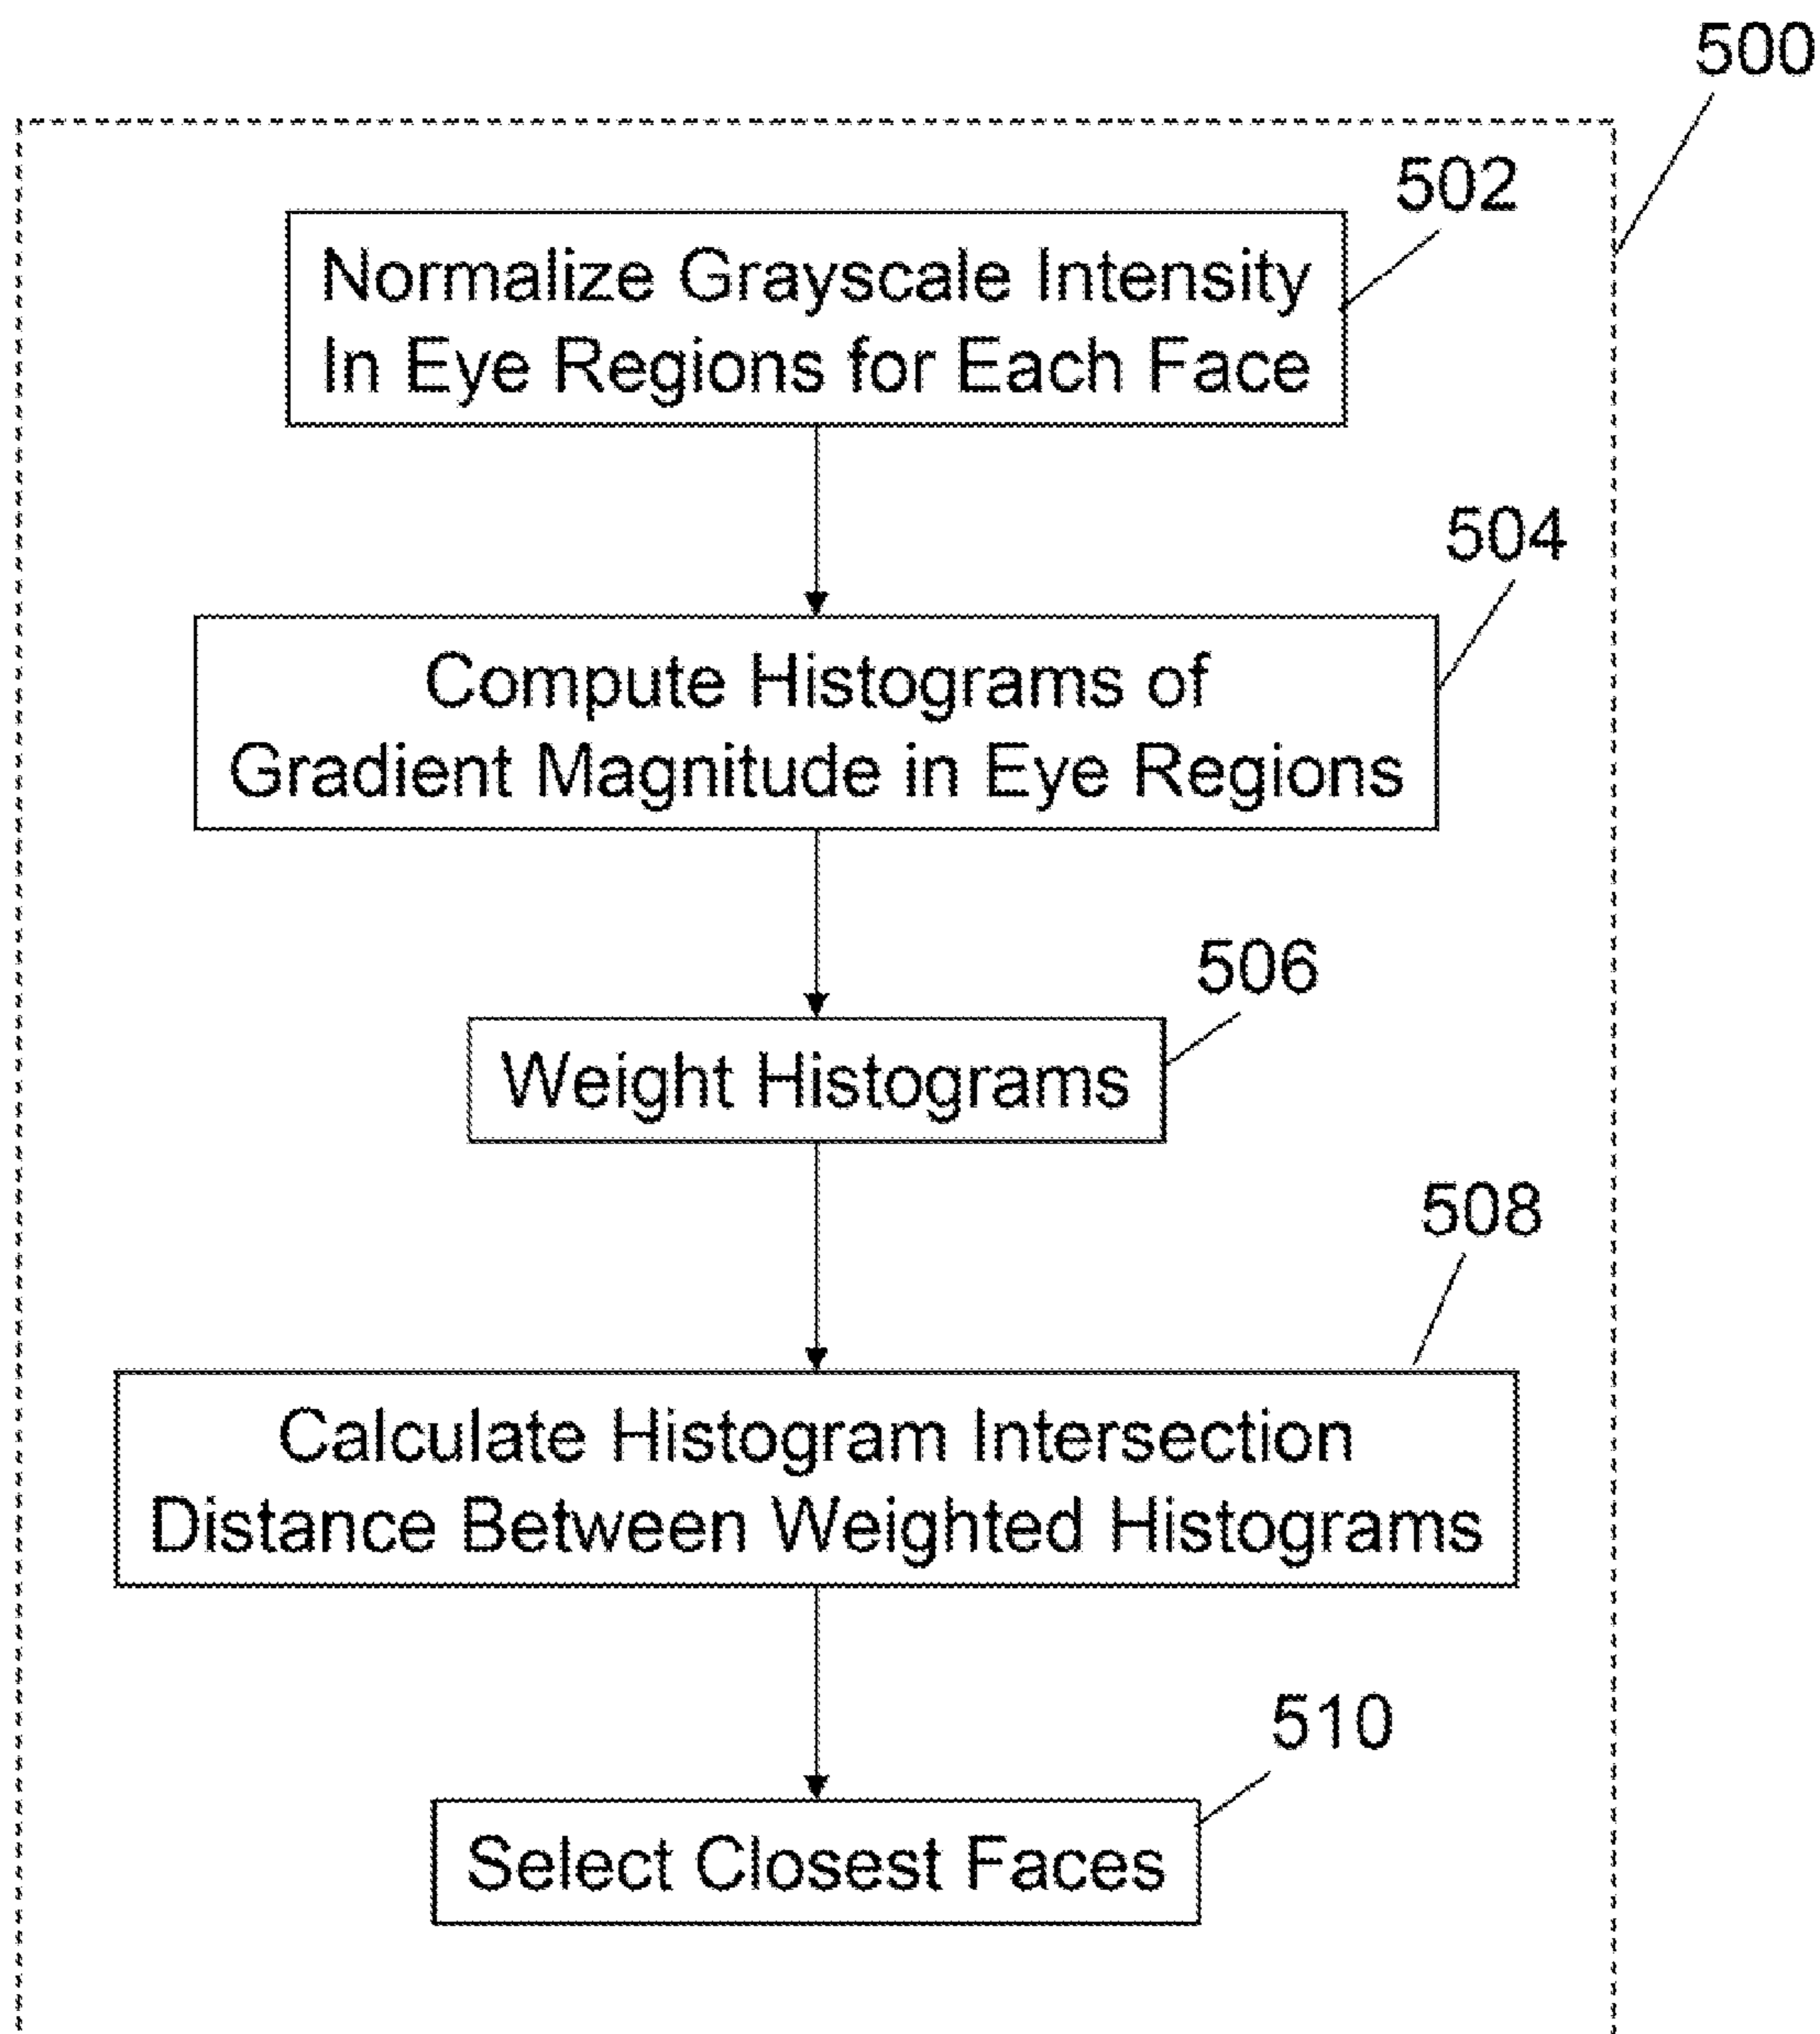 500
502
Normalize Grayscale Intensity
In Eye Regions for Each Face
504
Compute Histograms of
Gradient Magnitude in Eye Regions
506
Weight Histograms
508
Calculate Histogram Intersection
Distance Between Weighted Histograms
510
Select Closest Faces